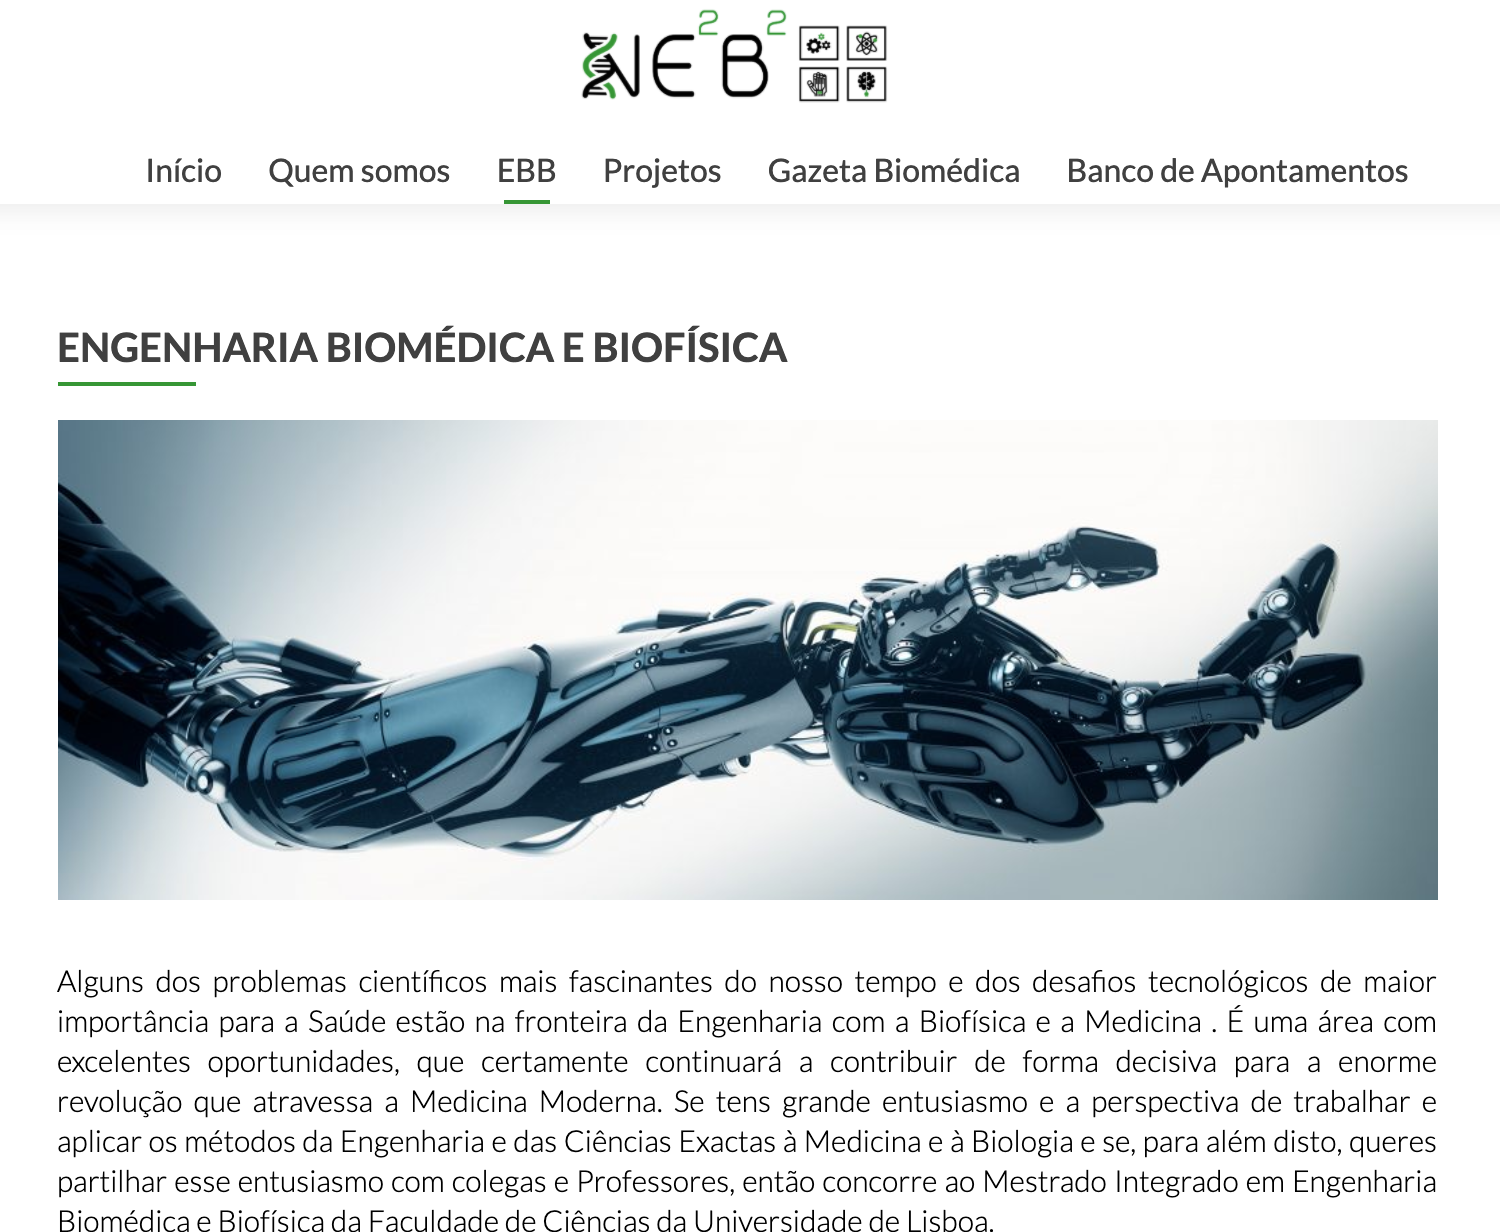 NE²B²
Início Quem somos EBB Projetos Gazeta Biomédica Banco de Apontamentos
ENGENHARIA BIOMÉDICA E BIOFÍSICA
Alguns dos problemas científicos mais fascinantes do nosso tempo e dos desafios tecnológicos de maior
importância para a Saúde estão na fronteira da Engenharia com a Biofísica e a Medicina . É uma área com
excelentes oportunidades, que certamente continuará a contribuir de forma decisiva para a enorme
revolução que atravessa a Medicina Moderna. Se tens grande entusiasmo e a perspectiva de trabalhar e
aplicar os métodos da Engenharia e das Ciências Exactas à Medicina e à Biologia e se, para além disto, queres
partilhar esse entusiasmo com colegas e Professores, então concorre ao Mestrado Integrado em Engenharia
Biomédica e Biofísica da Faculdade de Ciências da Universidade de Lisboa.